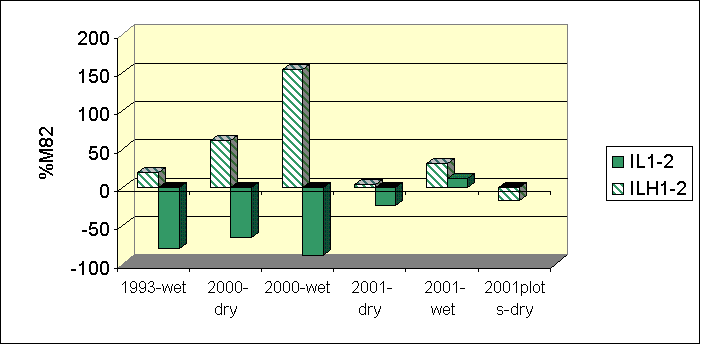 200
150
100
50
0
-50
-100
%M82
1993-wet
2000-
dry
2000-wet
2001-
dry
2001-
wet
2001plot
s-dry
IL1-2
ILH1-2